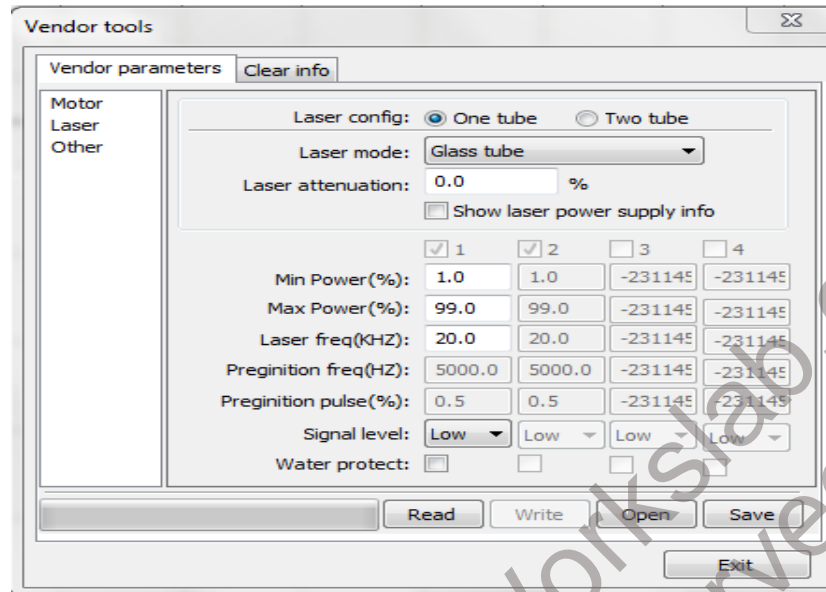 Vendor tools
Vendor parameters Clear info
Motor
Laser
Other
Laser config: One tube Two tube
Laser mode: Glass tube
Laser attenuation: 0.0 %
Show laser power supply info
1 2 3 4
Min Power(%): 1.0 1.0 -231145 -231145
Max Power(%): 99.0 99.0 -231145 -231145
Laser freq(KHZ): 20.0 20.0 -231145 -231145
Preginition freq(HZ): 5000.0 5000.0 -231145 -231145
Preginition pulse(%): 0.5 0.5 -231145 -231145
Signal level: Low Low Low Low
Water protect:
Read Write Open Save
Exit